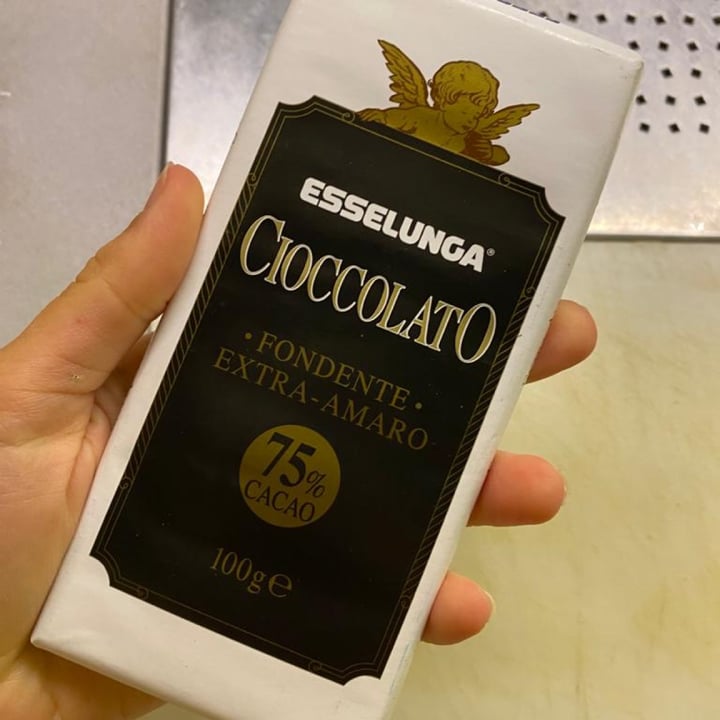 ESSELUNGA®
CIOCCOLATO
• FONDENTE •
EXTRA-AMARO
75%
CACAO
100g ℮